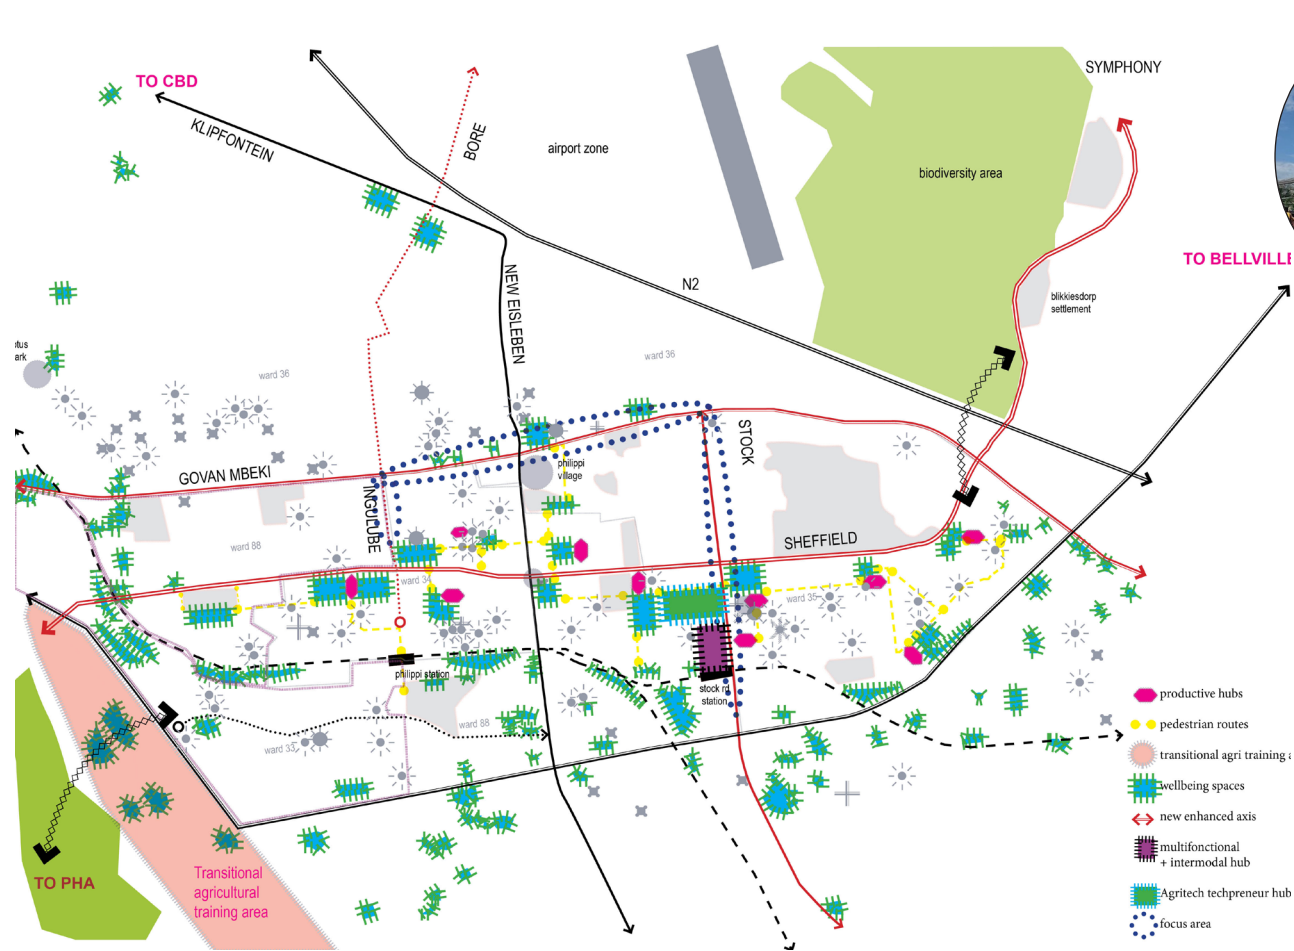 SYMPHONY
TO CBD
KLIPFONTEIN
BORE
airport zone
biodiversity area
TO BELLVILLE
NEW EISLEBEN
N2
blikkiesdorp
settlement
ark
ward 36
ward 36
GOVAN MBEKI
INGULUBE
STOCK
philippi
village
SHEFFIELD
ward 88
ward 34
ward 35
philippi station
stock rd
station
ward 88
ward 33
productive hubs
pedestrian routes
transitional agri training a
wellbeing spaces
new enhanced axis
multifonctional
+ intermodal hub
Agritech techpreneur hub
focus area
TO PHA
Transitional
agricultural
training area